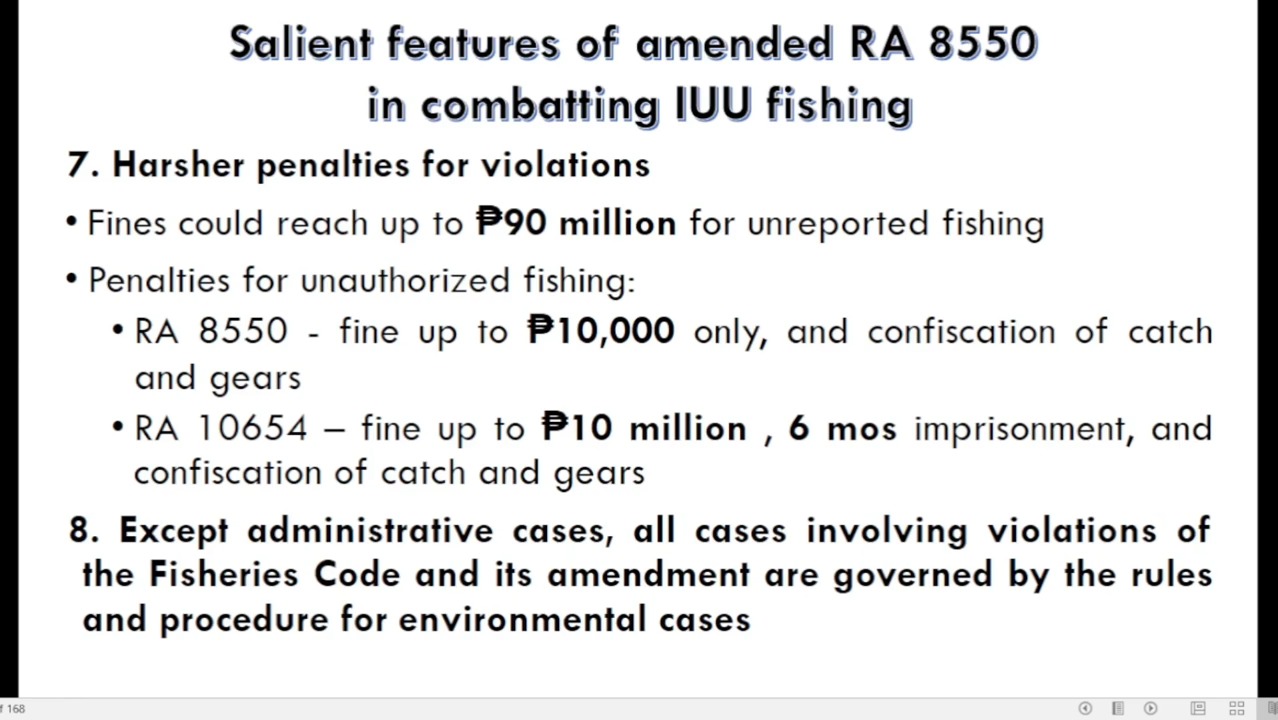 Salient features of amended RA 8550
in combatting IUU fishing
7. Harsher penalties for violations
• Fines could reach up to ₱90 million for unreported fishing
• Penalties for unauthorized fishing:
• RA 8550 - fine up to ₱10,000 only, and confiscation of catch
and gears
• RA 10654 – fine up to ₱10 million , 6 mos imprisonment, and
confiscation of catch and gears
8. Except administrative cases, all cases involving violations of
the Fisheries Code and its amendment are governed by the rules
and procedure for environmental cases
f 168